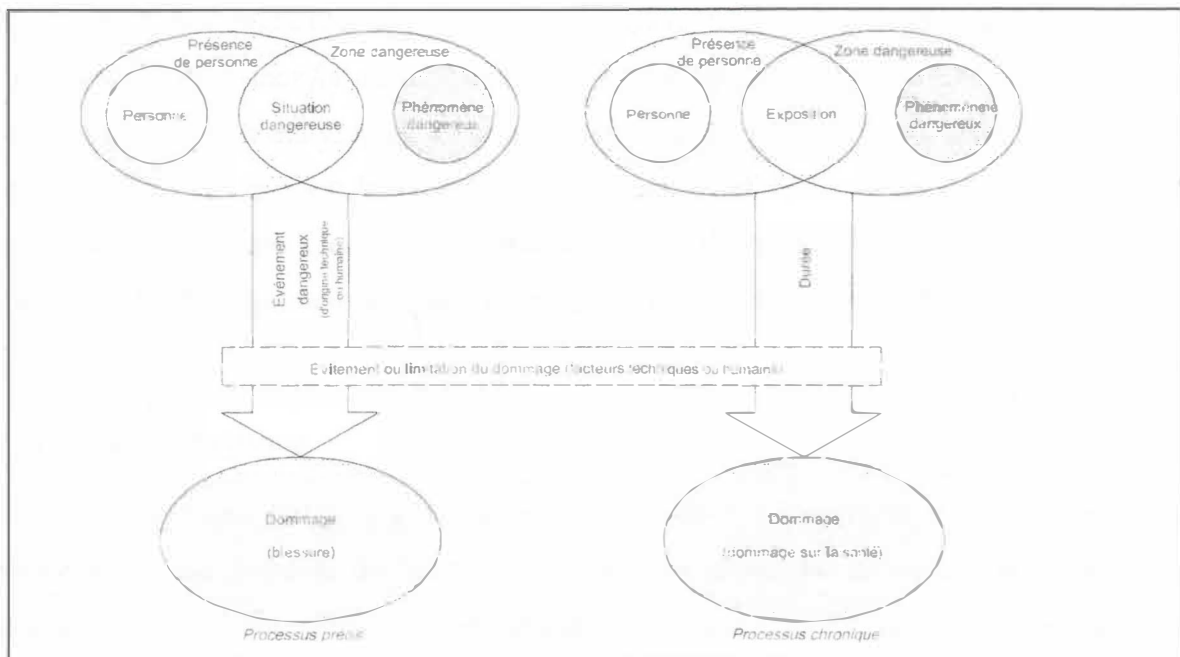 Présence
de personne
Zone dangereuse
Personne
Situation
dangereuse
Phénomène
dangereux
Présence
de personne
Zone dangereuse
Personne
Exposition
Phénomène
dangereux
Evénement
dangereux
(d'origine technique
ou humaine)
Durée
Evitement ou limitation du dommage (facteurs techniques ou humains)
Dommage
(blessure)
Dommage
(dommage sur la santé)
Processus
Processus chronique